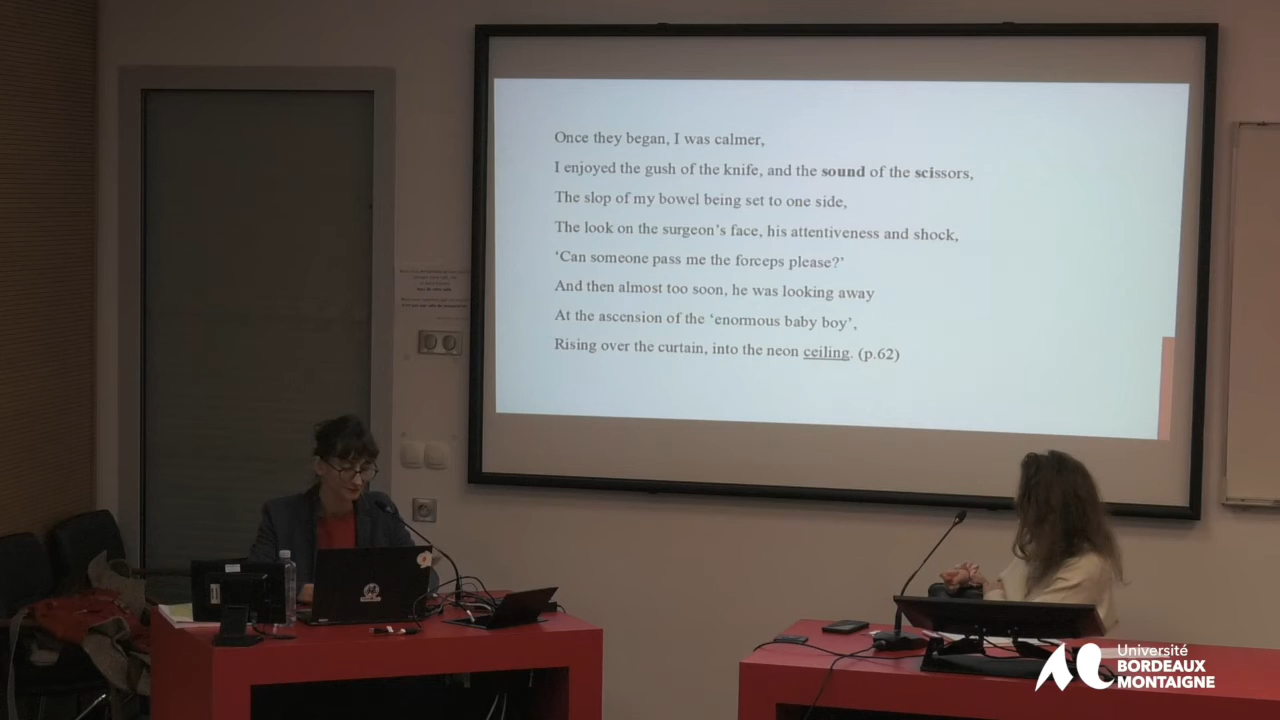 Once they began, I was calmer,
I enjoyed the gush of the knife, and the sound of the scissors,
The slop of my bowel being set to one side,
The look on the surgeon's face, his attentiveness and shock,
‘Can someone pass me the forceps please?’
And then almost too soon, he was looking away
At the ascension of the ‘enormous baby boy’,
Rising over the curtain, into the neon ceiling. (p.62)
Université
BORDEAUX
MONTAIGNE